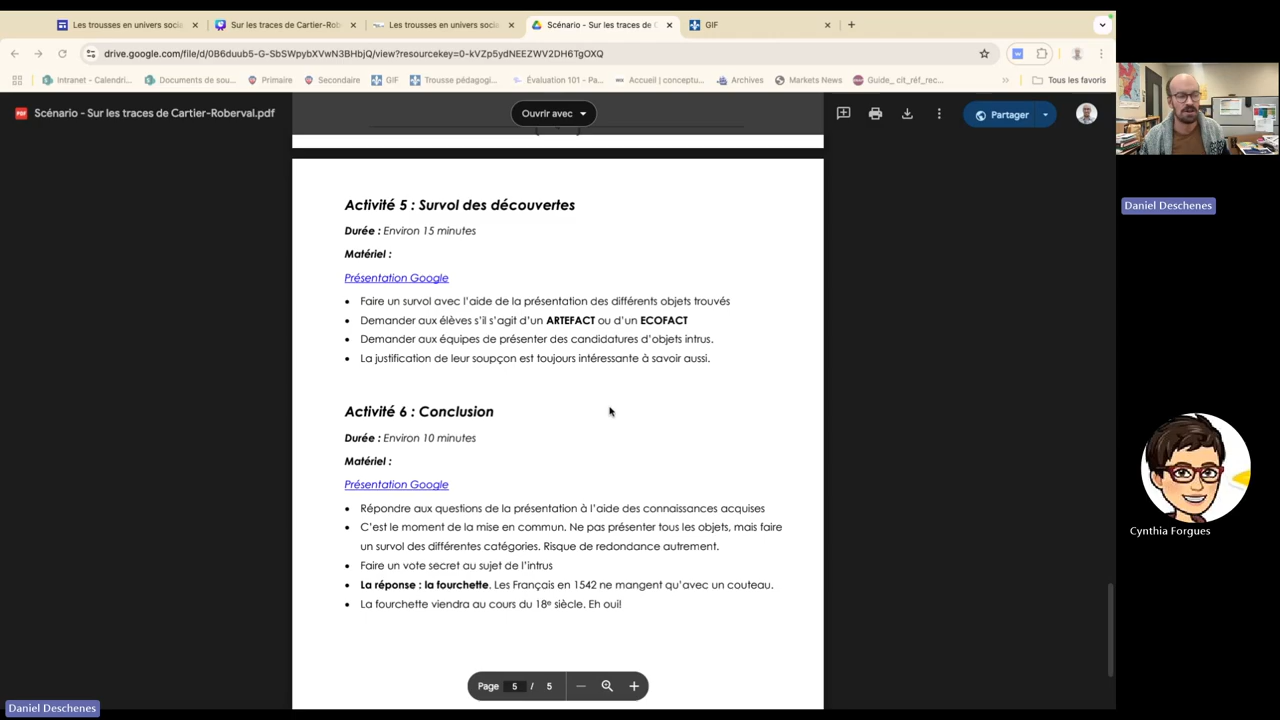 Les trousses en univers socia
Sur les traces de Cartier-Rob
Les trousses en univers socia
Scénario - Sur les traces de C
GIF
drive.google.com/file/d/0B6duub5-G-SbSWpybXVwN3BHbjQ/view?resourcekey=0-kVZp5ydNEEZWV2DH6TgOXQ
Intranet - Calendri...
Documents de sou...
Primaire
Secondaire
GIF
Trousse pédagogi...
Évaluation 101 - Pa...
Accueil | conceptu...
Archives
Markets News
Guide_ cit_réf_rec...
Tous les favoris
PDF
Scénario - Sur les traces de Cartier-Roberval.pdf
Ouvrir avec
Partager
Activité 5 : Survol des découvertes
Durée : Environ 15 minutes
Matériel :
Présentation Google
• Faire un survol avec l'aide de la présentation des différents objets trouvés
• Demander aux élèves s'il s'agit d'un ARTEFACT ou d'un ECOFACT
• Demander aux équipes de présenter des candidatures d'objets intrus.
• La justification de leur soupçon est toujours intéressante à savoir aussi.
Activité 6 : Conclusion
Durée : Environ 10 minutes
Matériel :
Présentation Google
• Répondre aux questions de la présentation à l'aide des connaissances acquises
• C'est le moment de la mise en commun. Ne pas présenter tous les objets, mais faire
un survol des différentes catégories. Risque de redondance autrement.
• Faire un vote secret au sujet de l'intrus
• La réponse : la fourchette. Les Français en 1542 ne mangent qu'avec un couteau.
• La fourchette viendra au cours du 18e siècle. Eh oui!
Page 5 / 5
Daniel Deschenes
Cynthia Forgues
Daniel Deschenes